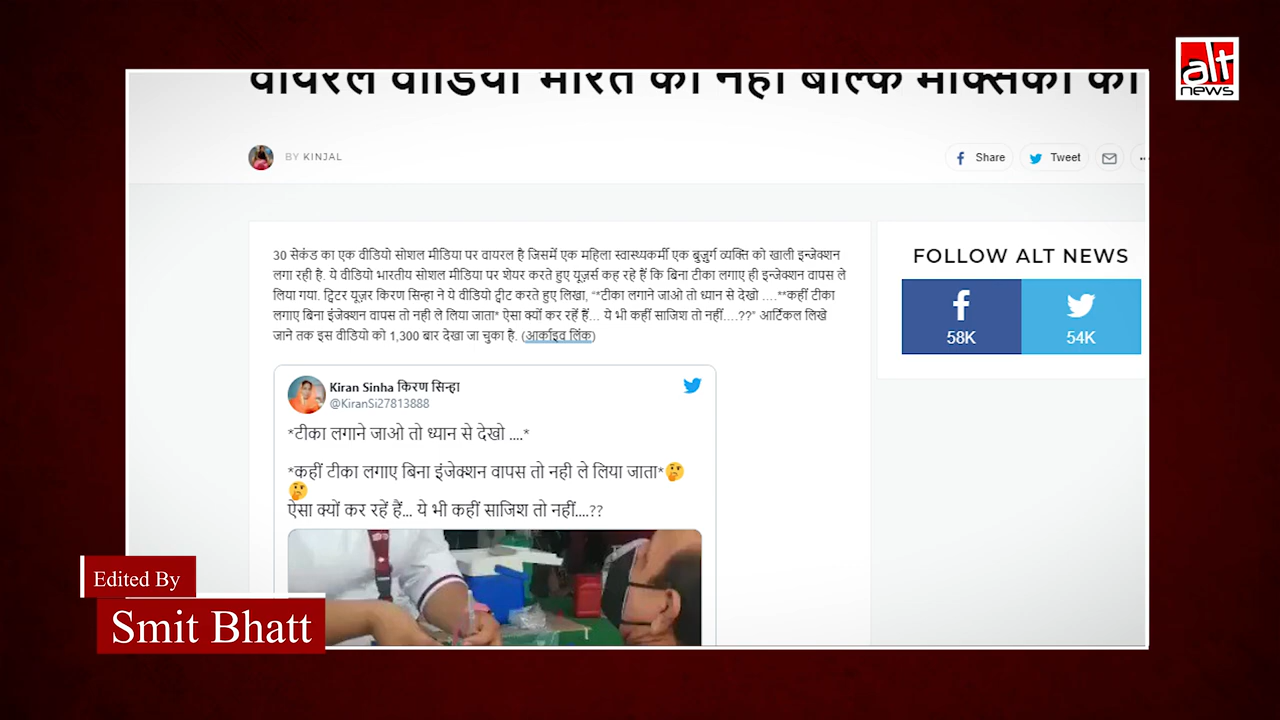 alt
news
वायरल वीडियो भारत का नहीं बल्कि मैक्सिको का
BY KINJAL
Share
Tweet
30 सेकंड का एक वीडियो सोशल मीडिया पर वायरल है जिसमें एक महिला स्वास्थ्यकर्मी एक बुज़ुर्ग व्यक्ति को खाली इन्जेक्शन
लगा रही है. ये वीडियो भारतीय सोशल मीडिया पर शेयर करते हुए यूज़र्स कह रहे हैं कि बिना टीका लगाए ही इन्जेक्शन वापस ले
लिया गया. ट्विटर यूज़र किरण सिन्हा ने ये वीडियो ट्वीट करते हुए लिखा, “*टीका लगाने जाओ तो ध्यान से देखो ….**कहीं टीका
लगाए बिना इंजेक्शन वापस तो नही ले लिया जाता* ऐसा क्यों कर रहें हैं… ये भी कहीं साजिश तो नहीं….??” आर्टिकल लिखे
जाने तक इस वीडियो को 1,300 बार देखा जा चुका है. (आर्काइव लिंक)
FOLLOW ALT NEWS
58K
54K
Kiran Sinha किरण सिन्हा
@KiranSi27813888
*टीका लगाने जाओ तो ध्यान से देखो ....*
*कहीं टीका लगाए बिना इंजेक्शन वापस तो नही ले लिया जाता*🤔
🤔
ऐसा क्यों कर रहें हैं... ये भी कहीं साजिश तो नहीं....??
Edited By
Smit Bhatt